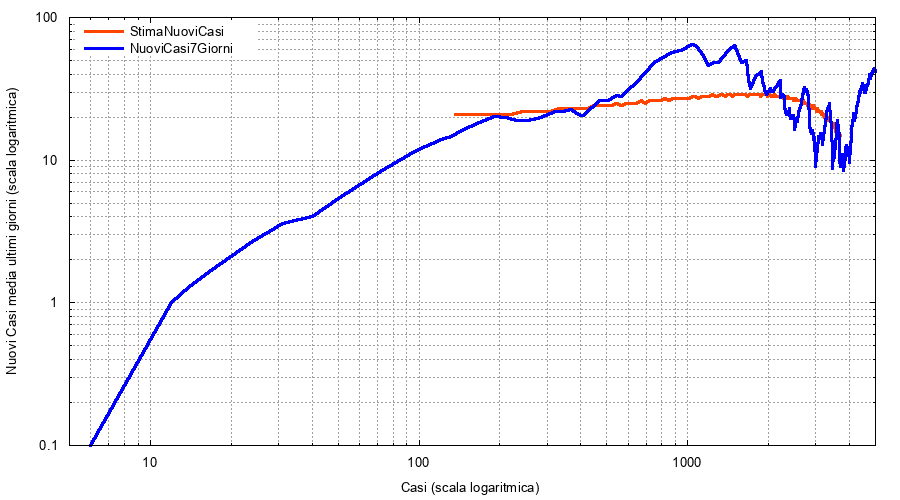 100
StimaNuoviCasi
NuoviCasi7Giorni
10
1
0.1
Nuovi Casi media ultimi giorni (scala logaritmica)
10
100
1000
Casi (scala logaritmica)